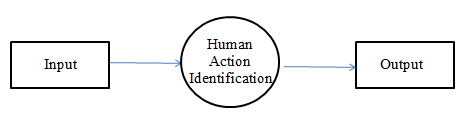 Input
Human
Action
Identification
Output